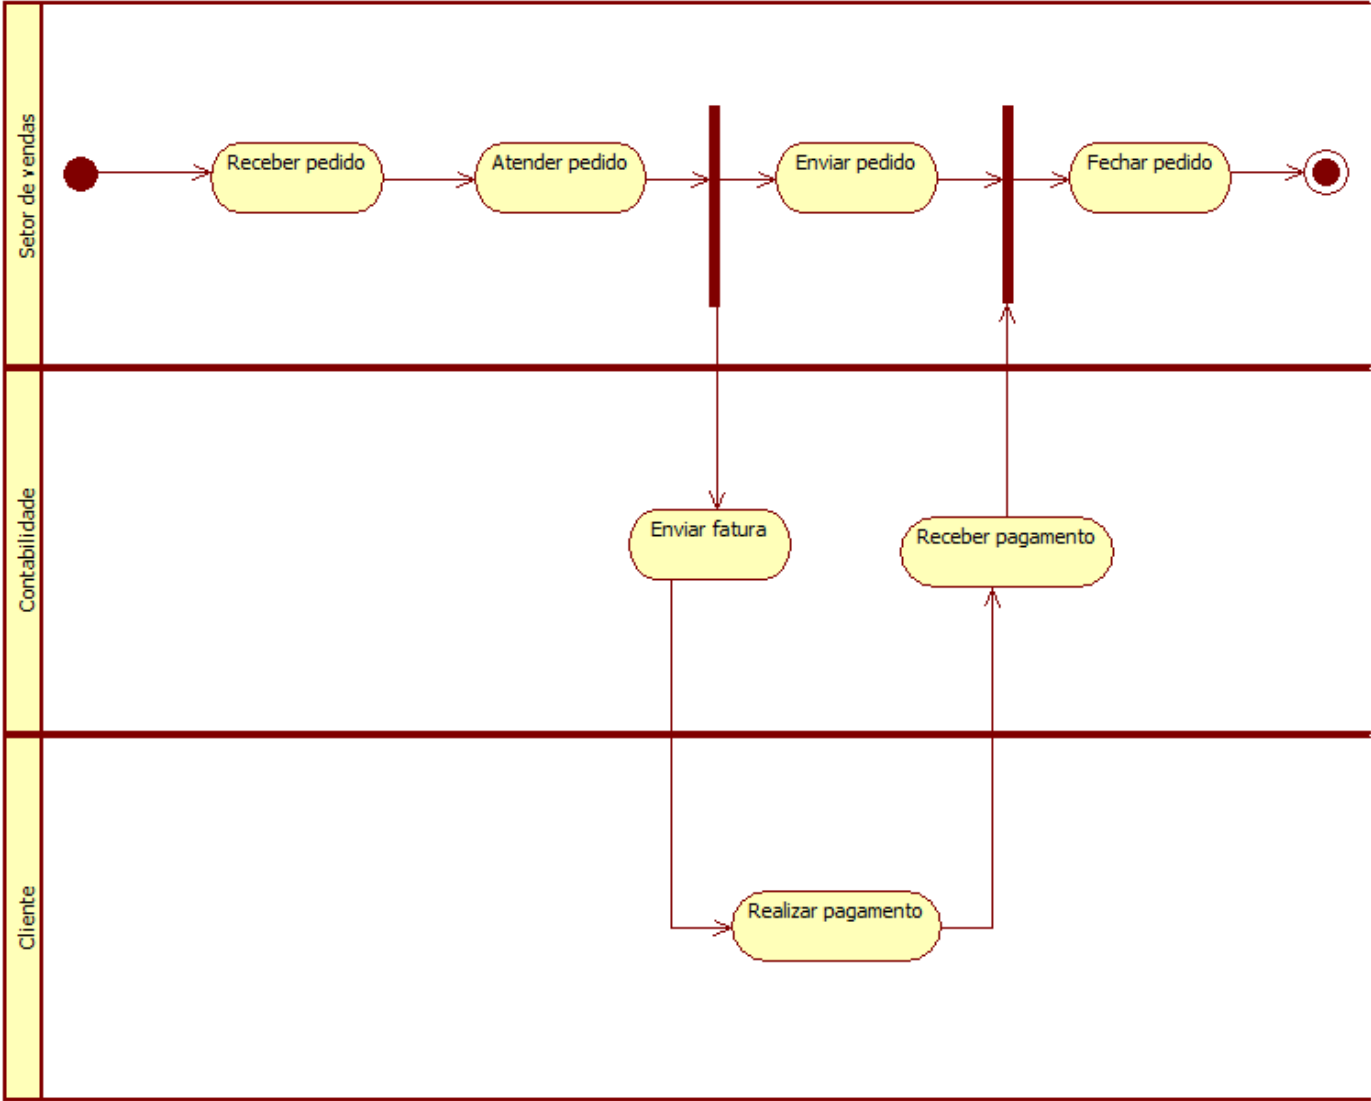 Setor de vendas
Receber pedido
Atender pedido
Enviar pedido
Fechar pedido
Contabilidade
Enviar fatura
Receber pagamento
Cliente
Realizar pagamento